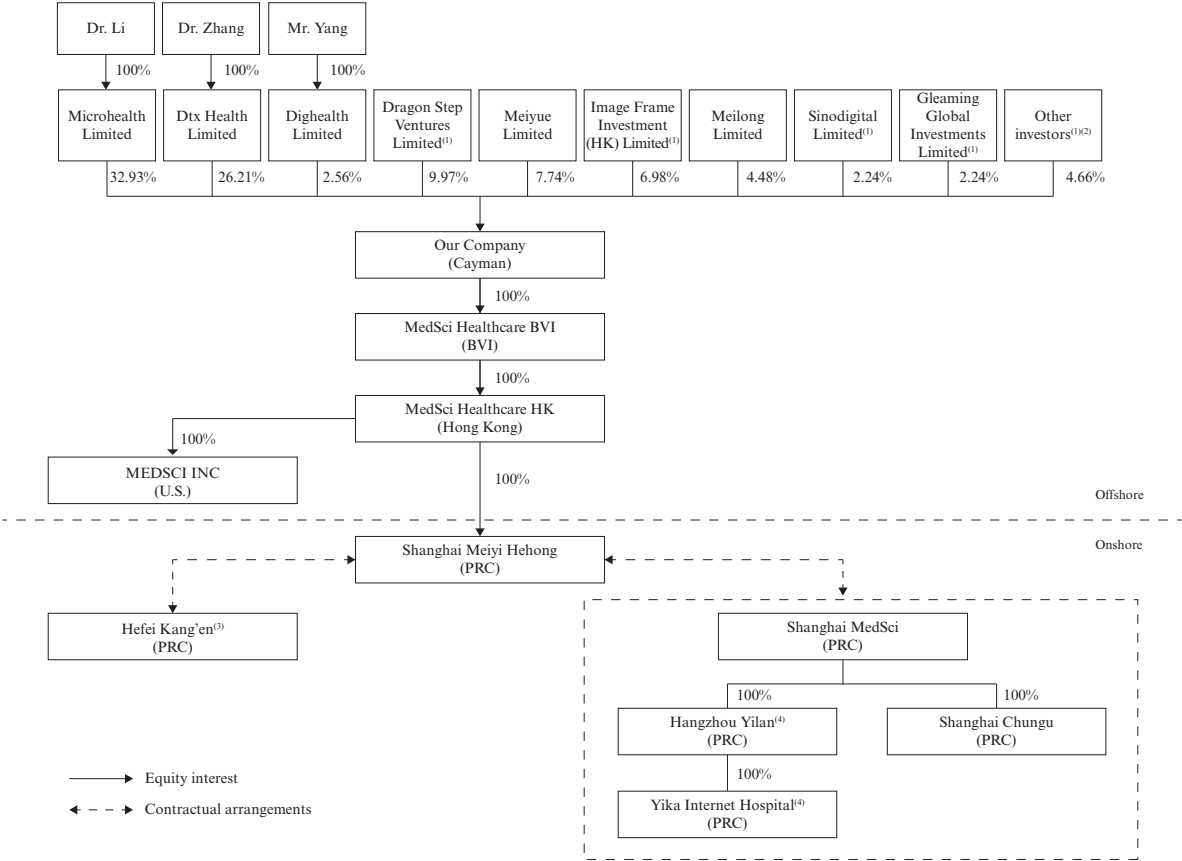 Dr. Li
Dr. Zhang
Mr. Yang
100%
100%
100%
Microhealth
Limited
Dtx Health
Limited
Dighealth
Limited
Dragon Step
Ventures
Limited(1)
Meiyue
Limited
Image Frame
Investment
(HK) Limited(1)
Meilong
Limited
Sinodigital
Limited(1)
Gleaming
Global
Investments
Limited(1)
Other
investors(1)(2)
32.93%
26.21%
2.56%
9.97%
7.74%
6.98%
4.48%
2.24%
2.24%
4.66%
Our Company
(Cayman)
100%
MedSci Healthcare BVI
(BVI)
100%
MedSci Healthcare HK
(Hong Kong)
100%
MEDSCI INC
(U.S.)
100%
Offshore
Onshore
Shanghai Meiyi Hehong
(PRC)
Hefei Kang’en(3)
(PRC)
Shanghai MedSci
(PRC)
100%
100%
Hangzhou Yilan(4)
(PRC)
Shanghai Chungu
(PRC)
100%
Yika Internet Hospital(4)
(PRC)
Equity interest
Contractual arrangements